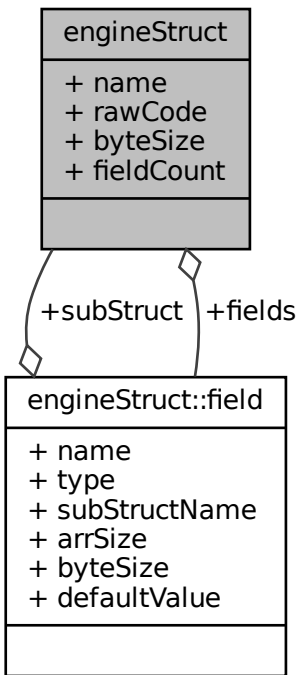 engineStruct
+ name
+ rawCode
+ byteSize
+ fieldCount
+subStruct
+fields
engineStruct::field
+ name
+ type
+ subStructName
+ arrSize
+ byteSize
+ defaultValue